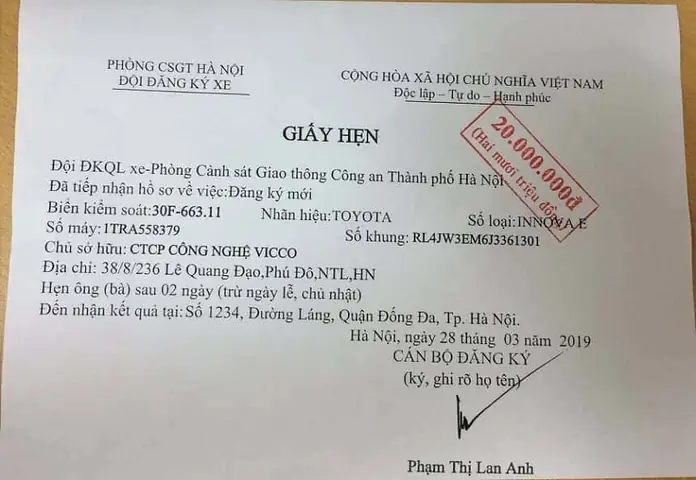 PHÒNG CSGT HÀ NỘI
ĐỘI ĐĂNG KÝ XE
CỘNG HÒA XÃ HỘI CHỦ NGHĨA VIỆT NAM
Độc lập – Tự do – Hạnh phúc
GIẤY HẸN
20.000.000đ
(Hai mươi triệu đồng)
Đội ĐKQL xe-Phòng Cảnh sát Giao thông Công an Thành phố Hà Nội
Đã tiếp nhận hồ sơ về việc:Đăng ký mới
Biển kiểm soát:30F-663.11 Nhãn hiệu:TOYOTA Số loại:INNOVA E
Số máy:1TRA558379 Số khung: RL4JW3EM6J3361301
Chủ sở hữu: CTCP CÔNG NGHỆ VICCO
Địa chỉ: 38/8/236 Lê Quang Đạo,Phú Đô,NTL,HN
Hẹn ông (bà) sau 02 ngày (trừ ngày lễ, chủ nhật)
Đến nhận kết quả tại: Số 1234, Đường Láng, Quận Đống Đa, Tp. Hà Nội.
Hà Nội, ngày 28 tháng 03 năm 2019
CÁN BỘ ĐĂNG KÝ
(ký, ghi rõ họ tên)
Phạm Thị Lan Anh